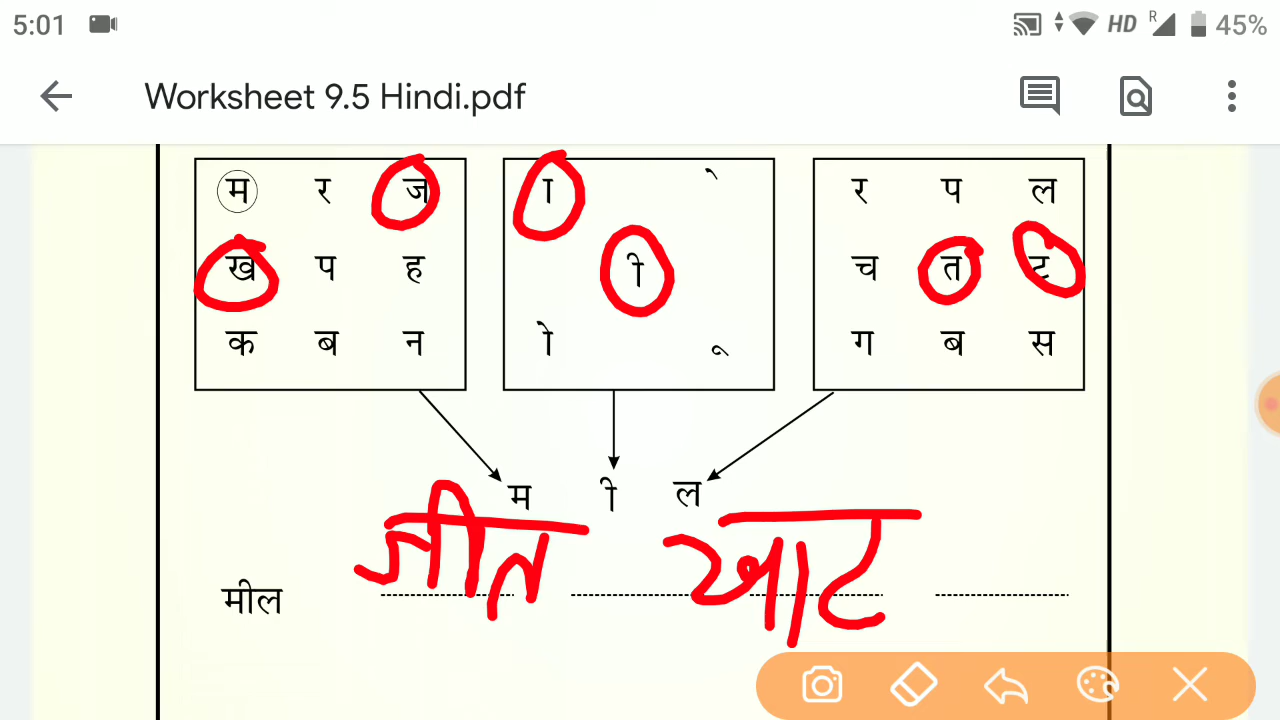 5:01 HD R 45%
Worksheet 9.5 Hindi.pdf
म र ज ा े र प ल
ख प ह ी च त ट
क ब न ो ू ग ब स
म ी ल
जीत खाट
मील